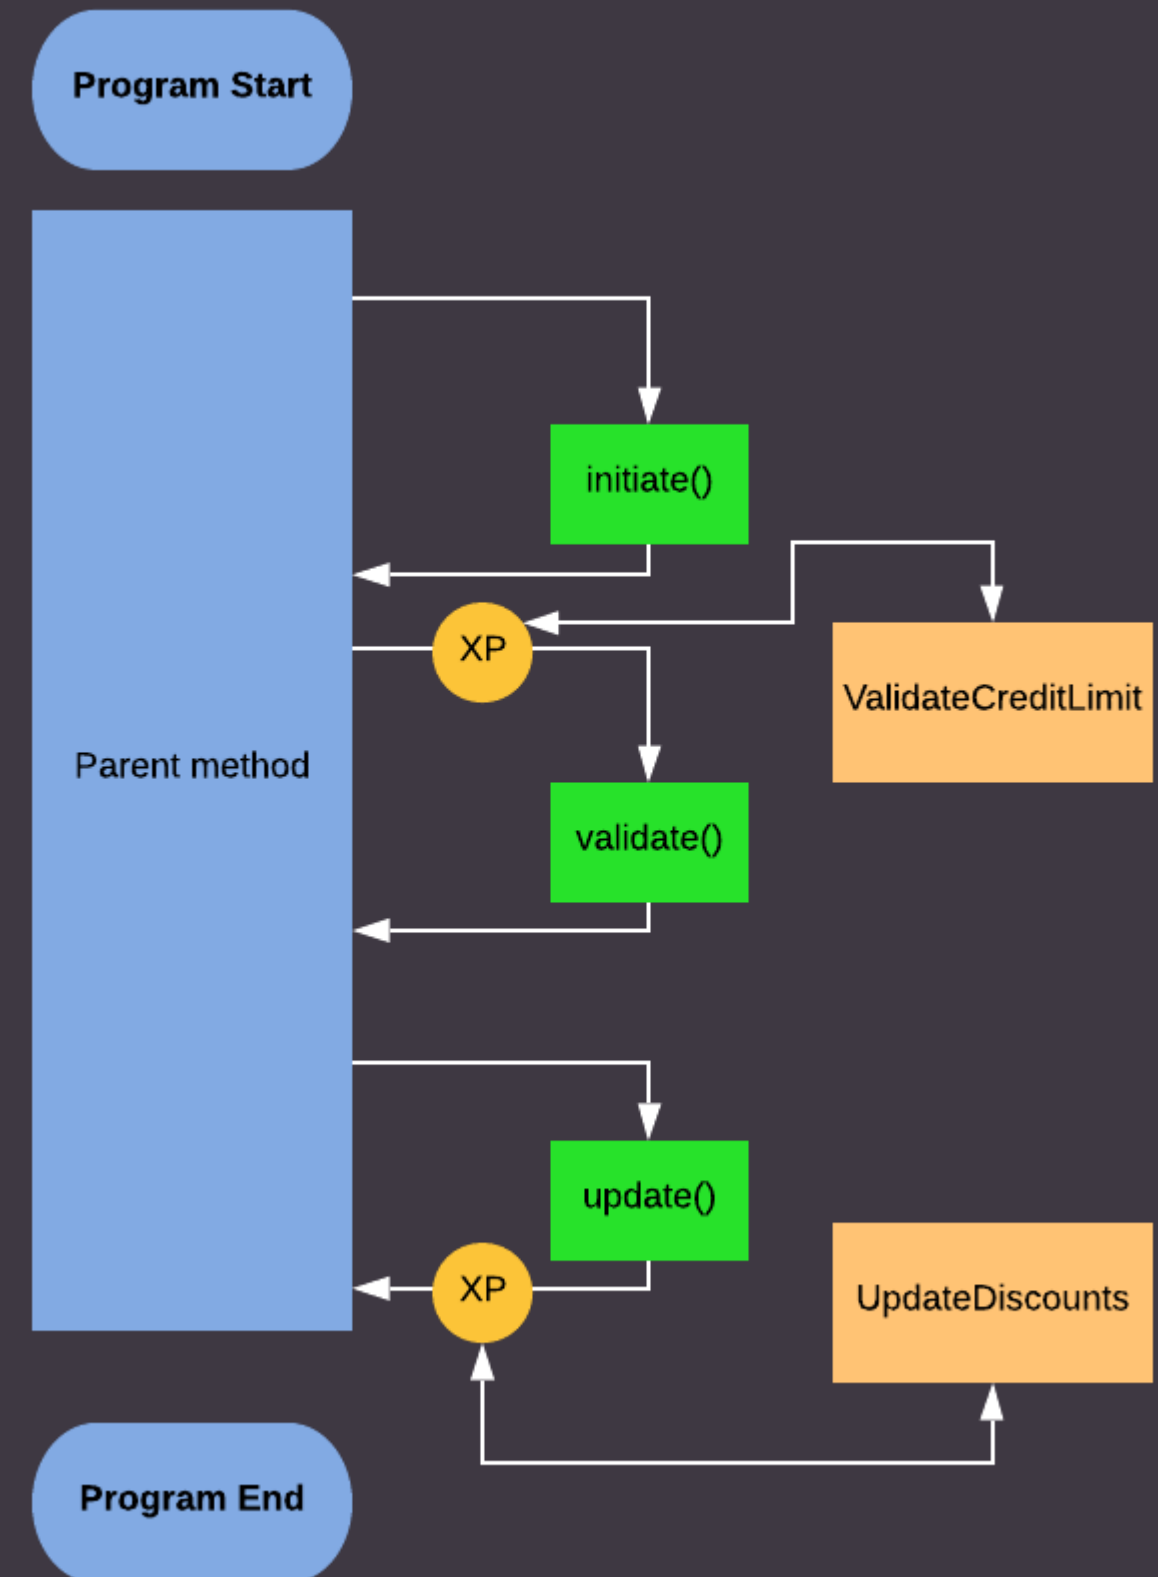 Program Start
initiate()
XP
ValidateCreditLimit
Parent method
validate()
update()
XP
UpdateDiscounts
Program End